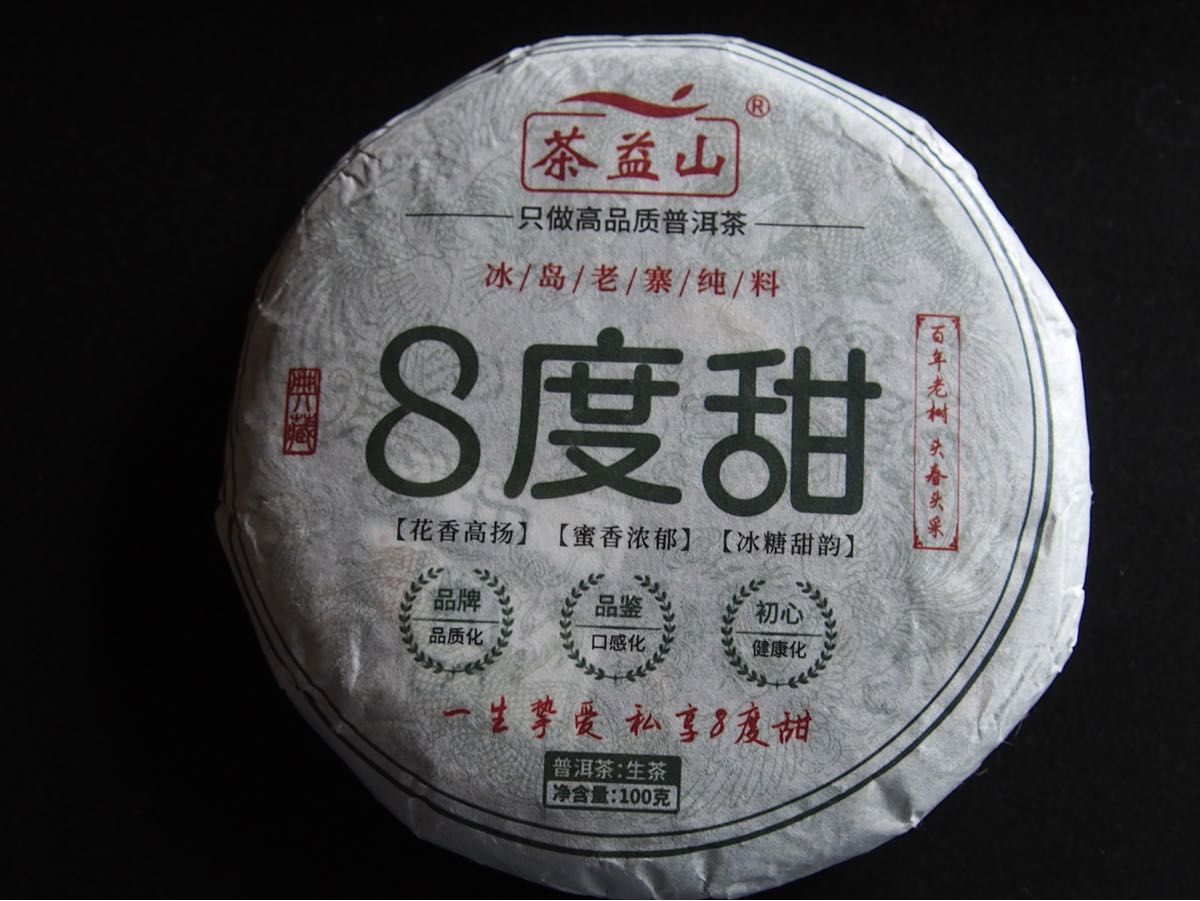 茶益山®
只做高品质普洱茶
冰/岛/老/寨/纯/料
8度甜
典藏
百年老树 头春头采
【花香高扬】 【蜜香浓郁】 【冰糖甜韵】
品牌
品质化
品鉴
口感化
初心
健康化
一生挚爱 私享8度甜
普洱茶:生茶
净含量:100克